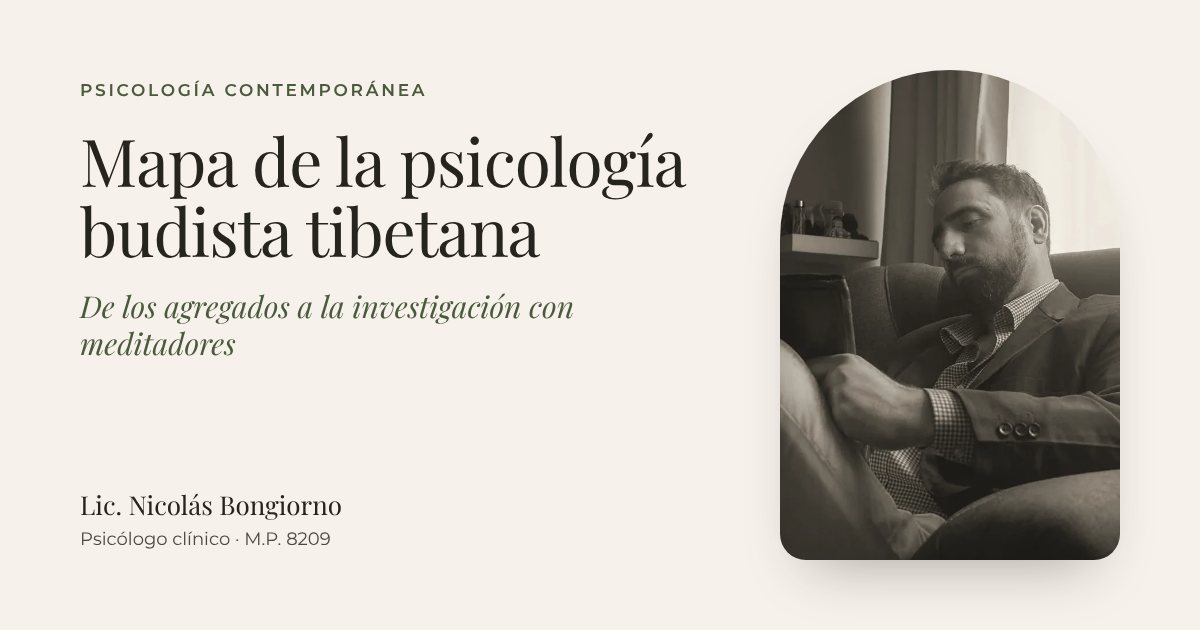 PSICOLOGÍA CONTEMPORÁNEA
Mapa de la psicología
budista tibetana
De los agregados a la investigación con
meditadores
Lic. Nicolás Bongiorno
Psicólogo clínico · M.P. 8209